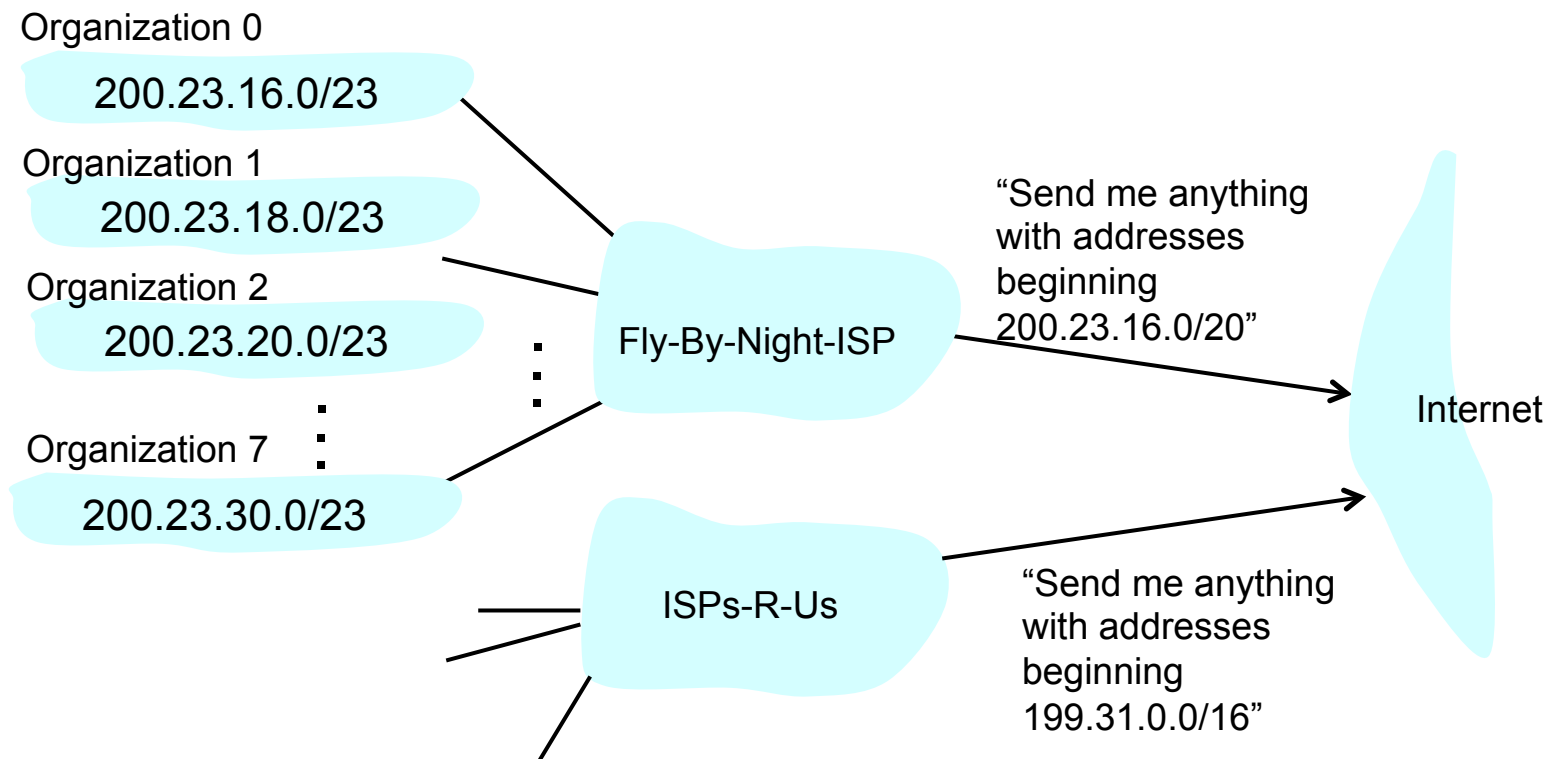 Organization 0
200.23.16.0/23
Organization 1
200.23.18.0/23
Organization 2
200.23.20.0/23
Organization 7
200.23.30.0/23
Fly-By-Night-ISP
“Send me anything
with addresses
beginning
200.23.16.0/20”
Internet
ISPs-R-Us
“Send me anything
with addresses
beginning
199.31.0.0/16”